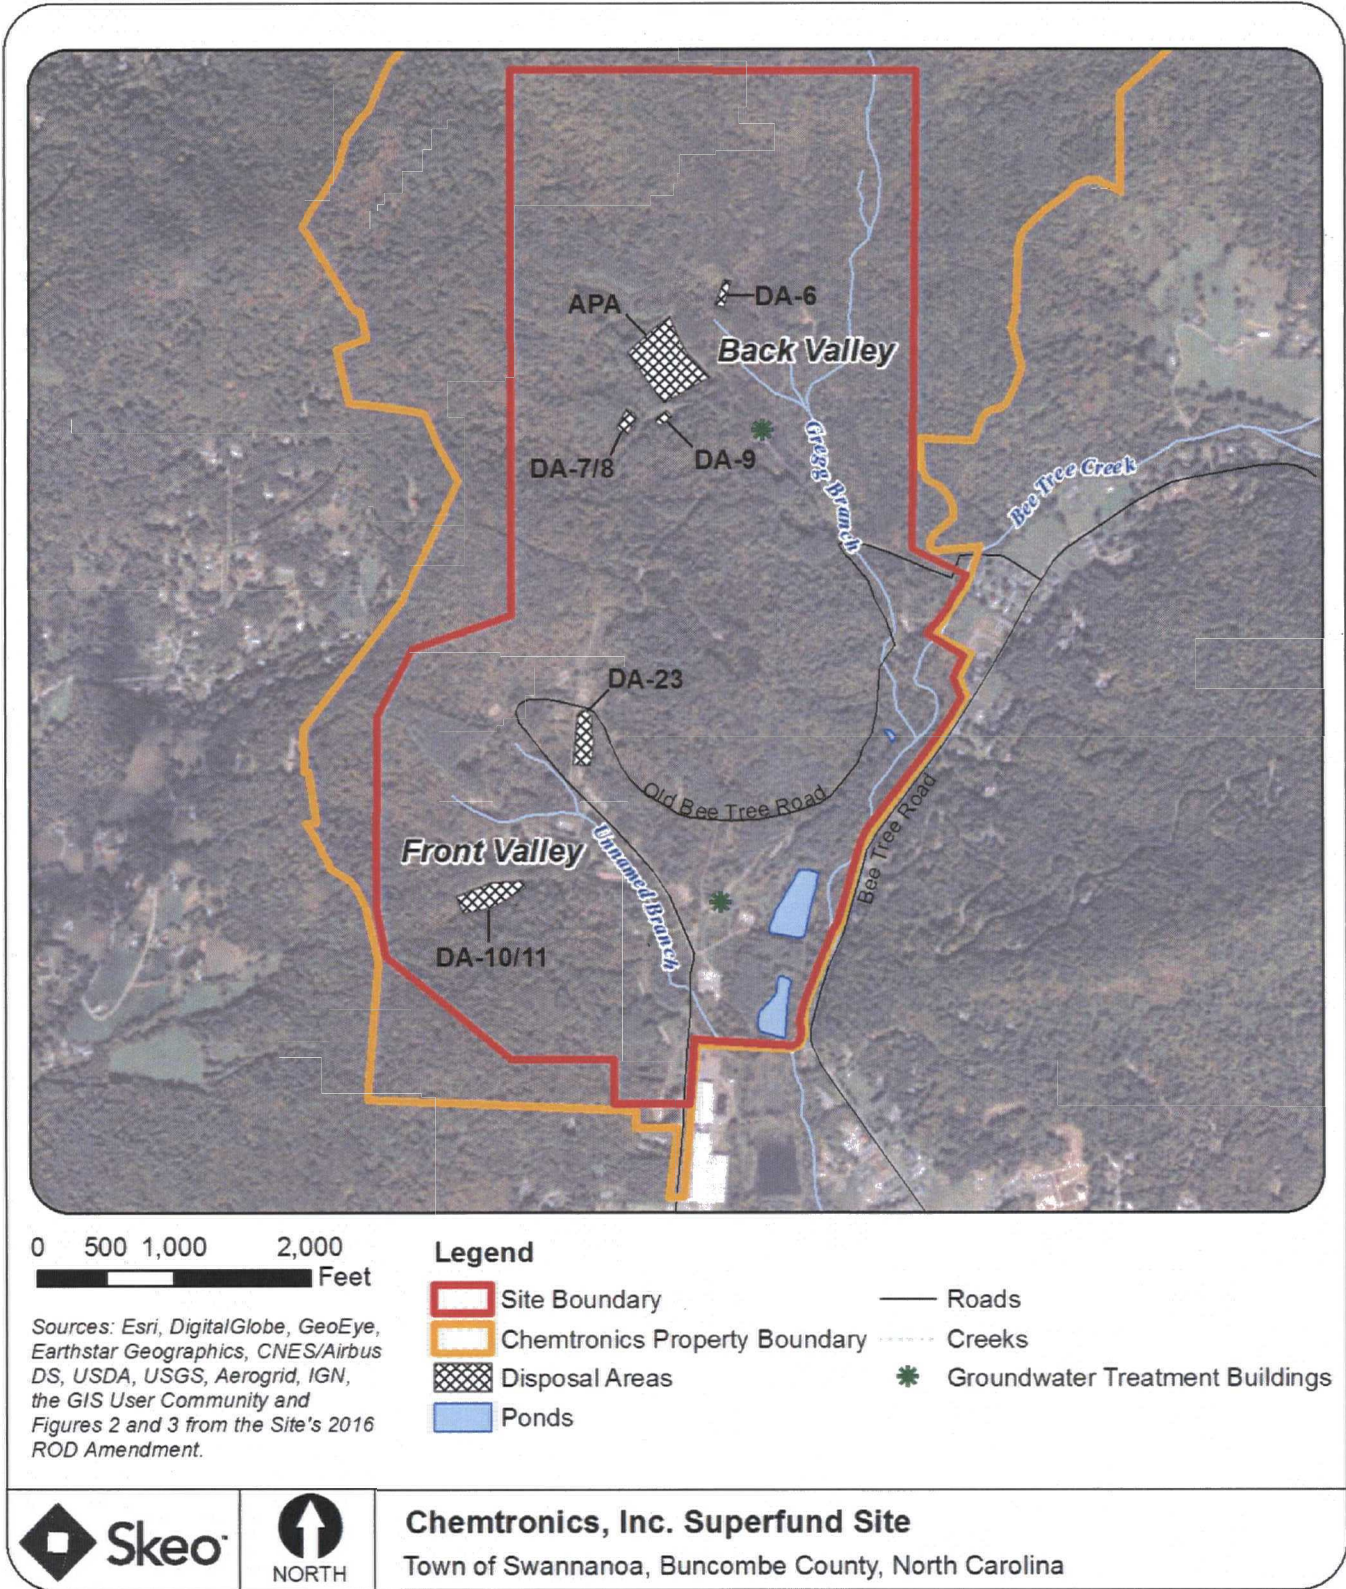 APA
DA-6
Back Valley
DA-7/8
DA-9
Gregg Branch
Bee Tree Creek
DA-23
Old Bee Tree Road
Bee Tree Road
Front Valley
Unnamed Branch
DA-10/11
0 500 1,000 2,000
Feet
Sources: Esri, DigitalGlobe, GeoEye,
Earthstar Geographics, CNES/Airbus
DS, USDA, USGS, Aerogrid, IGN,
the GIS User Community and
Figures 2 and 3 from the Site's 2016
ROD Amendment.
Legend
Site Boundary
Chemtronics Property Boundary
Disposal Areas
Ponds
Roads
Creeks
Groundwater Treatment Buildings
Skeo
NORTH
Chemtronics, Inc. Superfund Site
Town of Swannanoa, Buncombe County, North Carolina